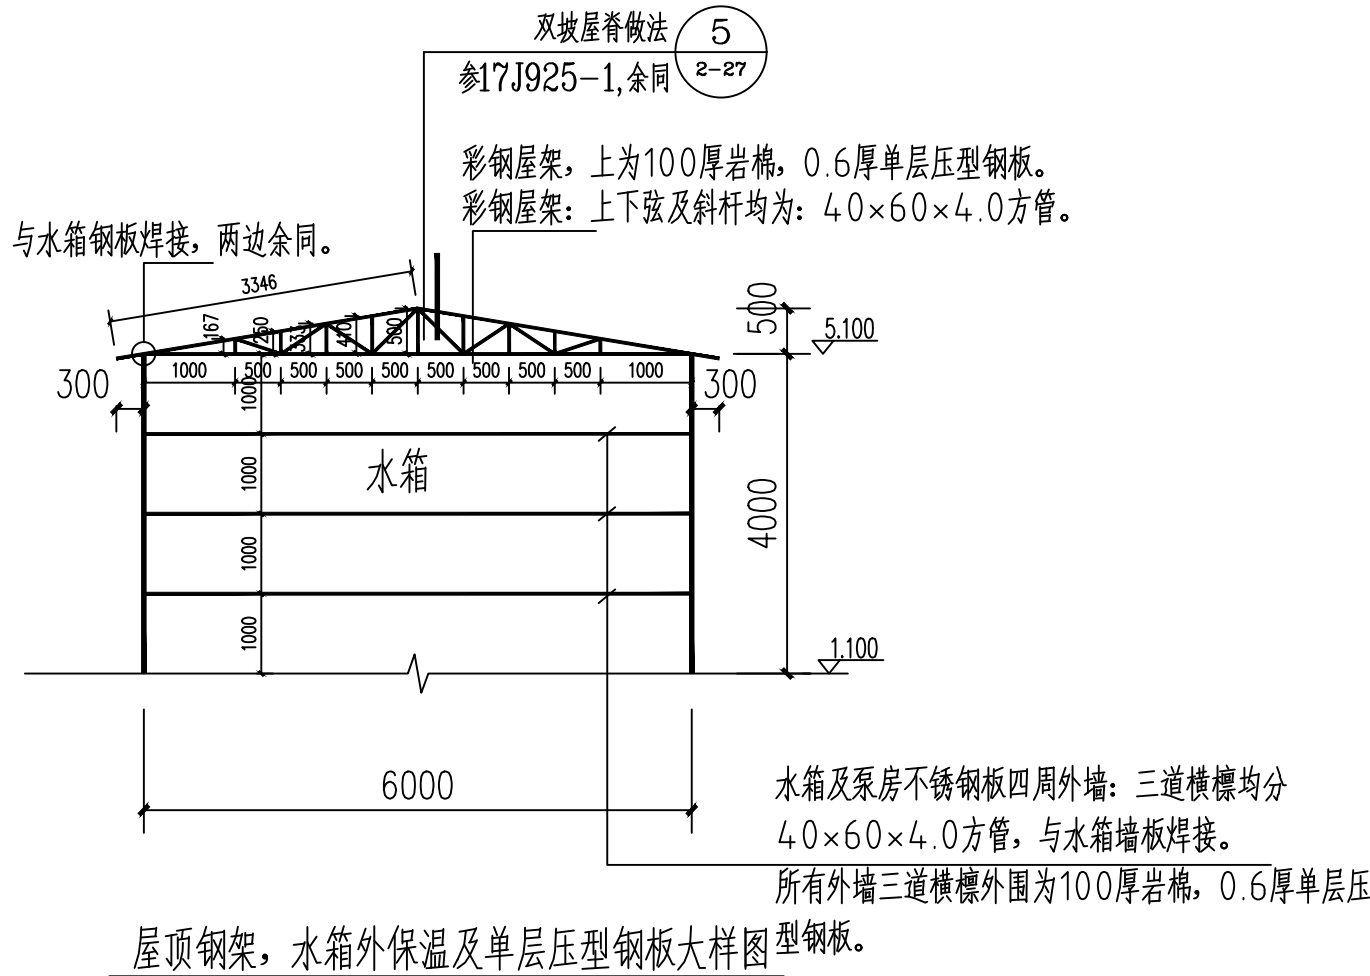 双坡屋脊做法
5
参17J925-1,余同
2-27
彩钢屋架，上为100厚岩棉，0.6厚单层压型钢板。
彩钢屋架：上下弦及斜杆均为：40×60×4.0方管。
与水箱钢板焊接，两边余同。
3346
167
250
333
410
500
500
5.100
1000
500
500
500
500
500
500
500
500
1000
300
300
1000
1000
1000
1000
水箱
4000
1.100
6000
水箱及泵房不锈钢板四周外墙：三道横檩均分
40×60×4.0方管，与水箱墙板焊接。
所有外墙三道横檩外围为100厚岩棉，0.6厚单层压
型钢板。
屋顶钢架，水箱外保温及单层压型钢板大样图